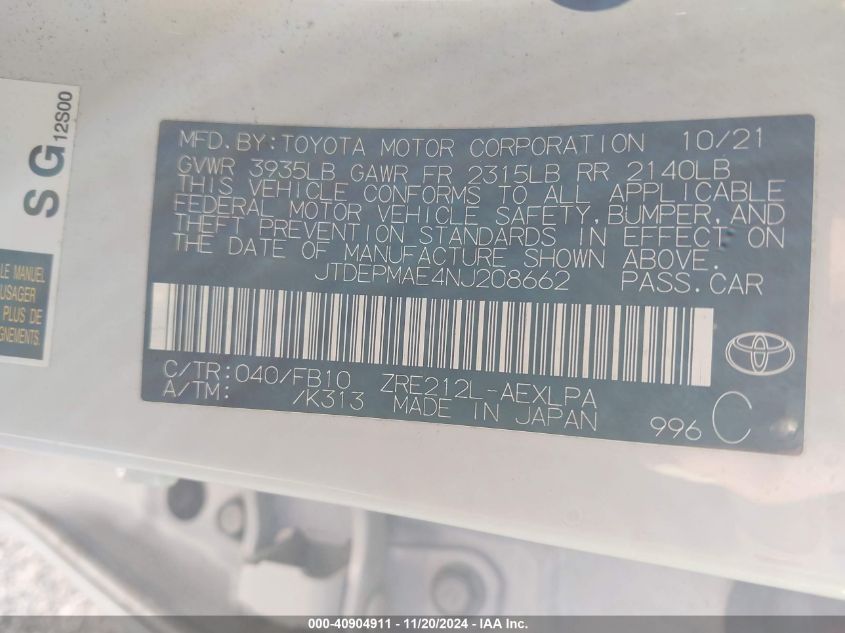 SG 12S00
LE MANUEL
USAGER
PLUS DE
GNEMENTS.
MFD. BY: TOYOTA MOTOR CORPORATION 10/21
GVWR 3935LB GAWR FR 2315LB RR 2140LB
THIS VEHICLE CONFORMS TO ALL APPLICABLE
FEDERAL MOTOR VEHICLE SAFETY, BUMPER, AND
THEFT PREVENTION STANDARDS IN EFFECT ON
THE DATE OF MANUFACTURE SHOWN ABOVE.
JTDEPMAE4NJ208662 PASS.CAR
C/TR: 040/FB10 ZRE212L-AEXLPA
A/TM: /K313 MADE IN JAPAN 996 C
000-40904911 - 11/20/2024 - IAA Inc.